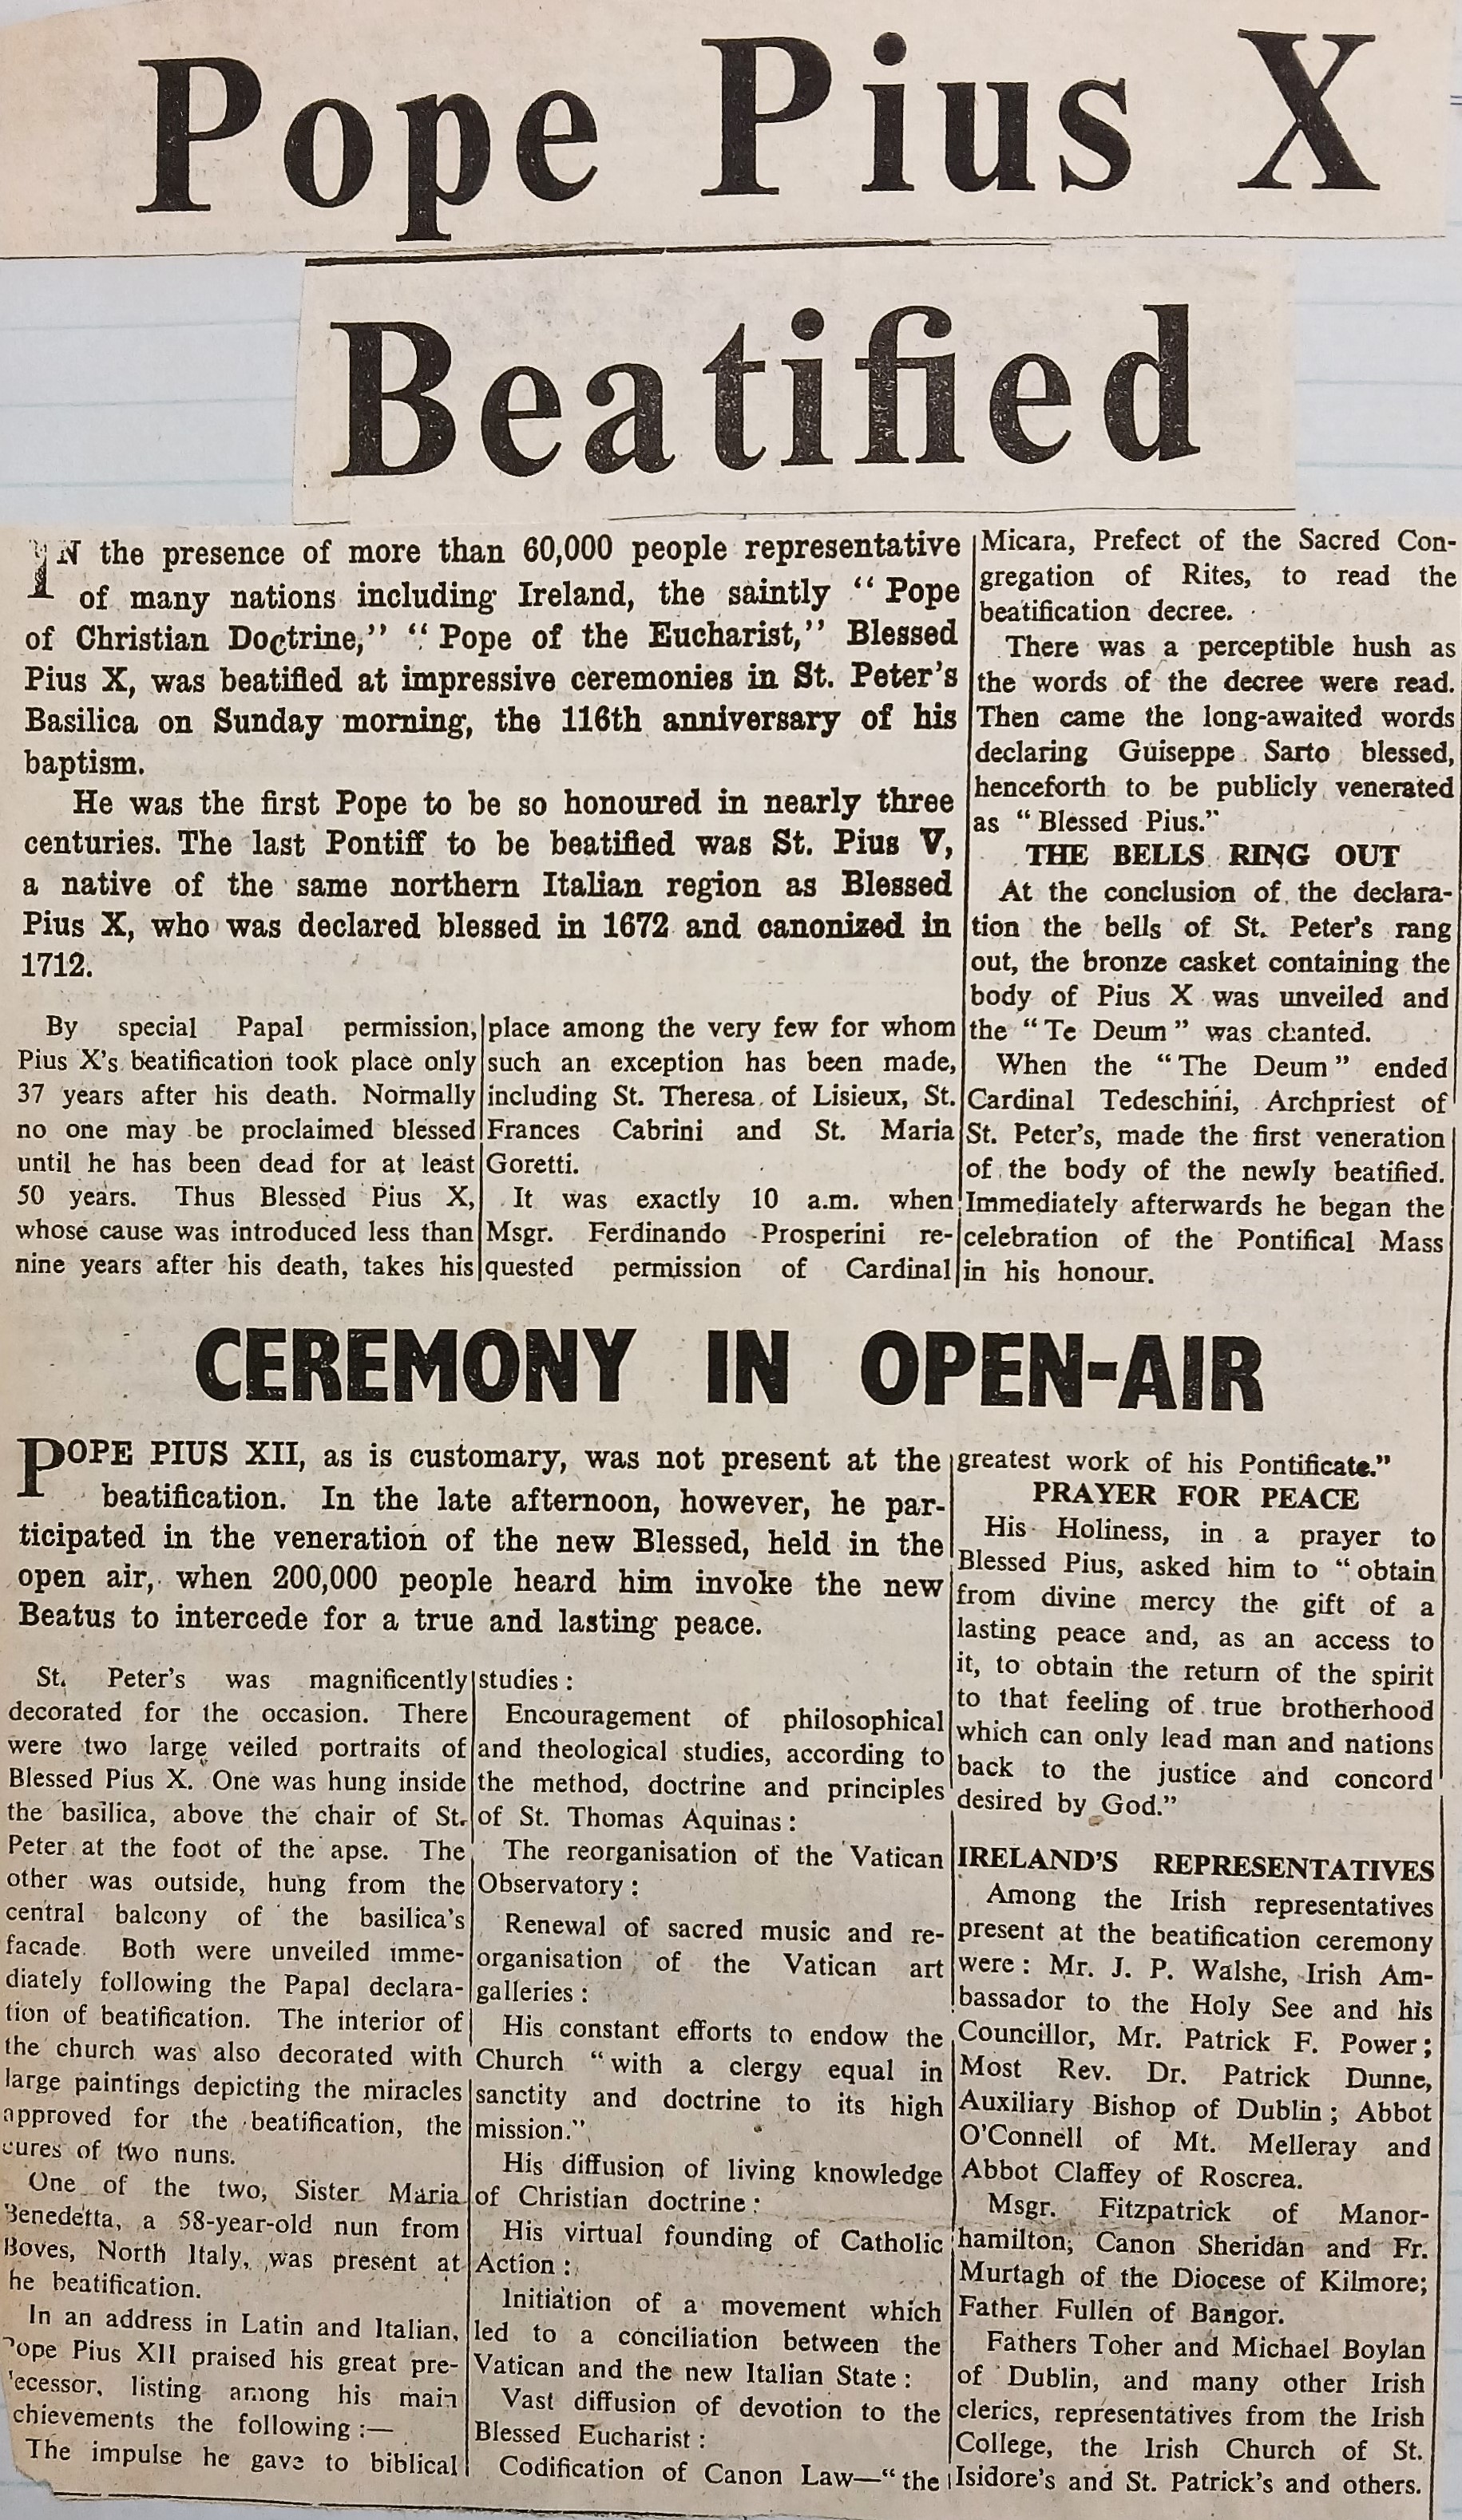 Pope Pius X
Beatified
IN the presence of more than 60,000 people representative
of many nations including Ireland, the saintly “Pope
of Christian Doctrine,” “Pope of the Eucharist,” Blessed
Pius X, was beatified at impressive ceremonies in St. Peter’s
Basilica on Sunday morning, the 116th anniversary of his
baptism.
He was the first Pope to be so honoured in nearly three
centuries. The last Pontiff to be beatified was St. Pius V,
a native of the same northern Italian region as Blessed
Pius X, who was declared blessed in 1672 and canonized in
1712.
By special Papal permission,
Pius X’s beatification took place only
37 years after his death. Normally
no one may be proclaimed blessed
until he has been dead for at least
50 years. Thus Blessed Pius X,
whose cause was introduced less than
nine years after his death, takes his
place among the very few for whom
such an exception has been made,
including St. Theresa of Lisieux, St.
Frances Cabrini and St. Maria
Goretti.
It was exactly 10 a.m. when
Msgr. Ferdinando Prosperini re-
quested permission of Cardinal
Micara, Prefect of the Sacred Con-
gregation of Rites, to read the
beatification decree.
There was a perceptible hush as
the words of the decree were read.
Then came the long-awaited words
declaring Guiseppe Sarto blessed,
henceforth to be publicly venerated
as “Blessed Pius.”
THE BELLS RING OUT
At the conclusion of the declara-
tion the bells of St. Peter’s rang
out, the bronze casket containing the
body of Pius X was unveiled and
the “Te Deum” was chanted.
When the “The Deum” ended
Cardinal Tedeschini, Archpriest of
St. Peter’s, made the first veneration
of the body of the newly beatified.
Immediately afterwards he began the
celebration of the Pontifical Mass
in his honour.
CEREMONY IN OPEN-AIR
POPE PIUS XII, as is customary, was not present at the
beatification. In the late afternoon, however, he par-
ticipated in the veneration of the new Blessed, held in the
open air, when 200,000 people heard him invoke the new
Beatus to intercede for a true and lasting peace.
St. Peter’s was magnificently
decorated for the occasion. There
were two large veiled portraits of
Blessed Pius X. One was hung inside
the basilica, above the chair of St.
Peter at the foot of the apse. The
other was outside, hung from the
central balcony of the basilica’s
facade. Both were unveiled imme-
diately following the Papal declara-
tion of beatification. The interior of
the church was also decorated with
large paintings depicting the miracles
approved for the beatification, the
cures of two nuns.
One of the two, Sister Maria
Benedetta, a 58-year-old nun from
Boves, North Italy, was present at
he beatification.
In an address in Latin and Italian,
Pope Pius XII praised his great pre-
ecessor, listing among his main
chievements the following :—
The impulse he gave to biblical
studies :
Encouragement of philosophical
and theological studies, according to
the method, doctrine and principles
of St. Thomas Aquinas :
The reorganisation of the Vatican
Observatory :
Renewal of sacred music and re-
organisation of the Vatican art
galleries :
His constant efforts to endow the
Church “with a clergy equal in
sanctity and doctrine to its high
mission.”
His diffusion of living knowledge
of Christian doctrine :
His virtual founding of Catholic
Action :
Initiation of a movement which
led to a conciliation between the
Vatican and the new Italian State :
Vast diffusion of devotion to the
Blessed Eucharist :
Codification of Canon Law—“the
greatest work of his Pontificate.”
PRAYER FOR PEACE
His Holiness, in a prayer to
Blessed Pius, asked him to “obtain
from divine mercy the gift of a
lasting peace and, as an access to
it, to obtain the return of the spirit
to that feeling of true brotherhood
which can only lead man and nations
back to the justice and concord
desired by God.”
IRELAND’S REPRESENTATIVES
Among the Irish representatives
present at the beatification ceremony
were : Mr. J. P. Walshe, Irish Am-
bassador to the Holy See and his
Councillor, Mr. Patrick F. Power ;
Most Rev. Dr. Patrick Dunne,
Auxiliary Bishop of Dublin ; Abbot
O’Connell of Mt. Melleray and
Abbot Claffey of Roscrea.
Msgr. Fitzpatrick of Manor-
hamilton, Canon Sheridan and Fr.
Murtagh of the Diocese of Kilmore;
Father Fullen of Bangor.
Fathers Toher and Michael Boylan
of Dublin, and many other Irish
clerics, representatives from the Irish
College, the Irish Church of St.
Isidore’s and St. Patrick’s and others.